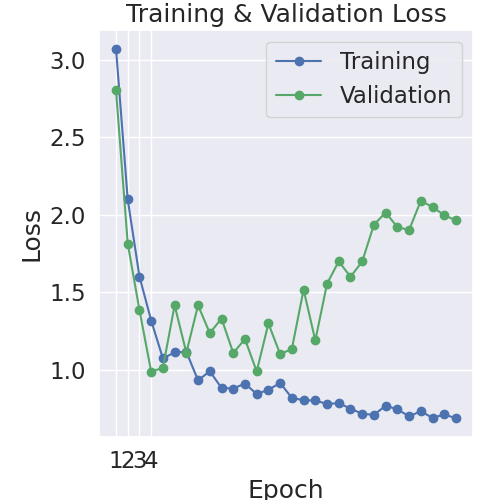 Training & Validation Loss
Training
Validation
3.0
2.5
2.0
1.5
1.0
Loss
1234
Epoch